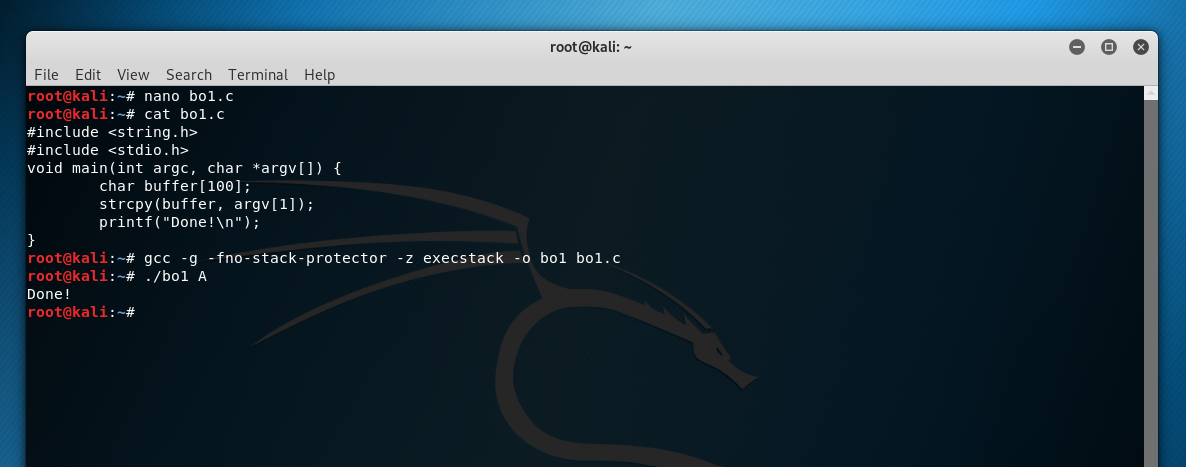 root@kali: ~
File Edit View Search Terminal Help
root@kali:~# nano bo1.c
root@kali:~# cat bo1.c
#include <string.h>
#include <stdio.h>
void main(int argc, char *argv[]) {
        char buffer[100];
        strcpy(buffer, argv[1]);
        printf("Done!\n");
}
root@kali:~# gcc -g -fno-stack-protector -z execstack -o bo1 bo1.c
root@kali:~# ./bo1 A
Done!
root@kali:~#